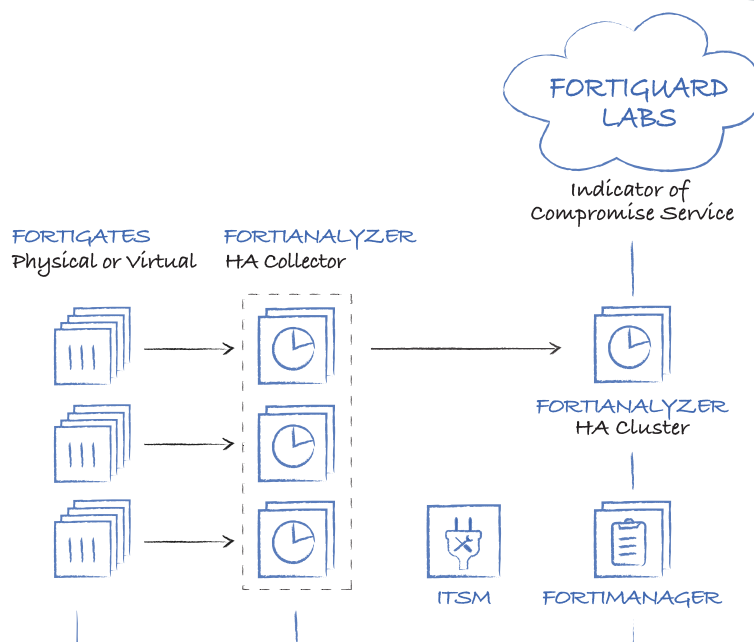 FORTIGUARD
LABS
Indicator of
Compromise Service
FORTIGATES
Physical or Virtual
FORTIANALYZER
HA Collector
FORTIANALYZER
HA Cluster
ITSM
FORTIMANAGER